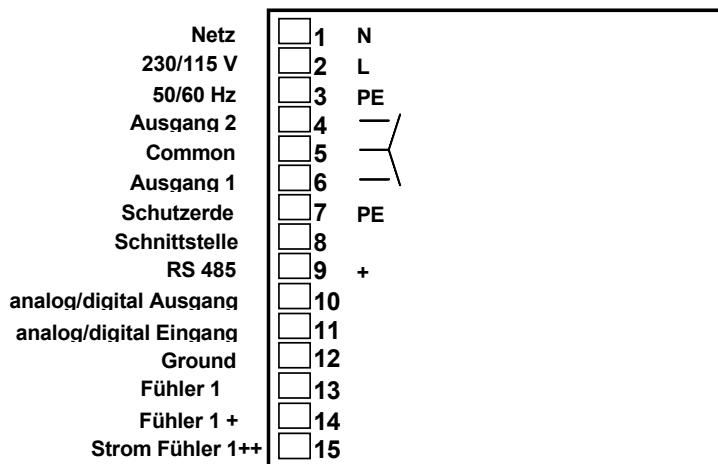 Netz 1 N
230/115 V 2 L
50/60 Hz 3 PE
Ausgang 2 4
Common 5
Ausgang 1 6
Schutzerde 7 PE
Schnittstelle 8
RS 485 9 +
analog/digital Ausgang 10
analog/digital Eingang 11
Ground 12
Fühler 1 13
Fühler 1 + 14
Strom Fühler 1++ 15